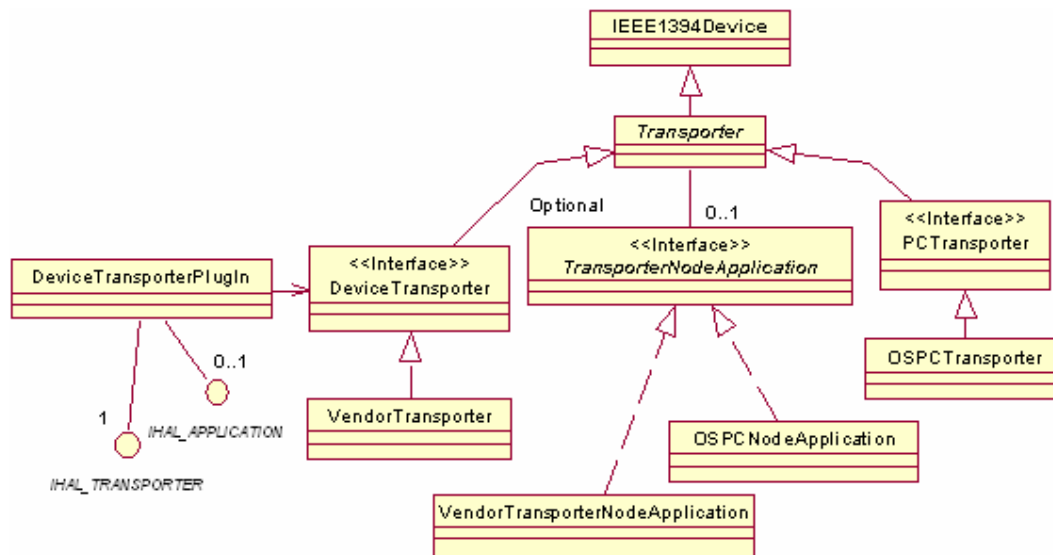 IEEE1394Device
Transporter
Optional
0..1
<<Interface>>
PCTransporter
<<Interface>>
TransporterNodeApplication
<<Interface>>
DeviceTransporter
DeviceTransporterPlugIn
OSPCTransporter
0..1
1
IHAL_APPLICATION
VendorTransporter
OSPCNodeApplication
IHAL_TRANSPORTER
VendorTransporterNodeApplication